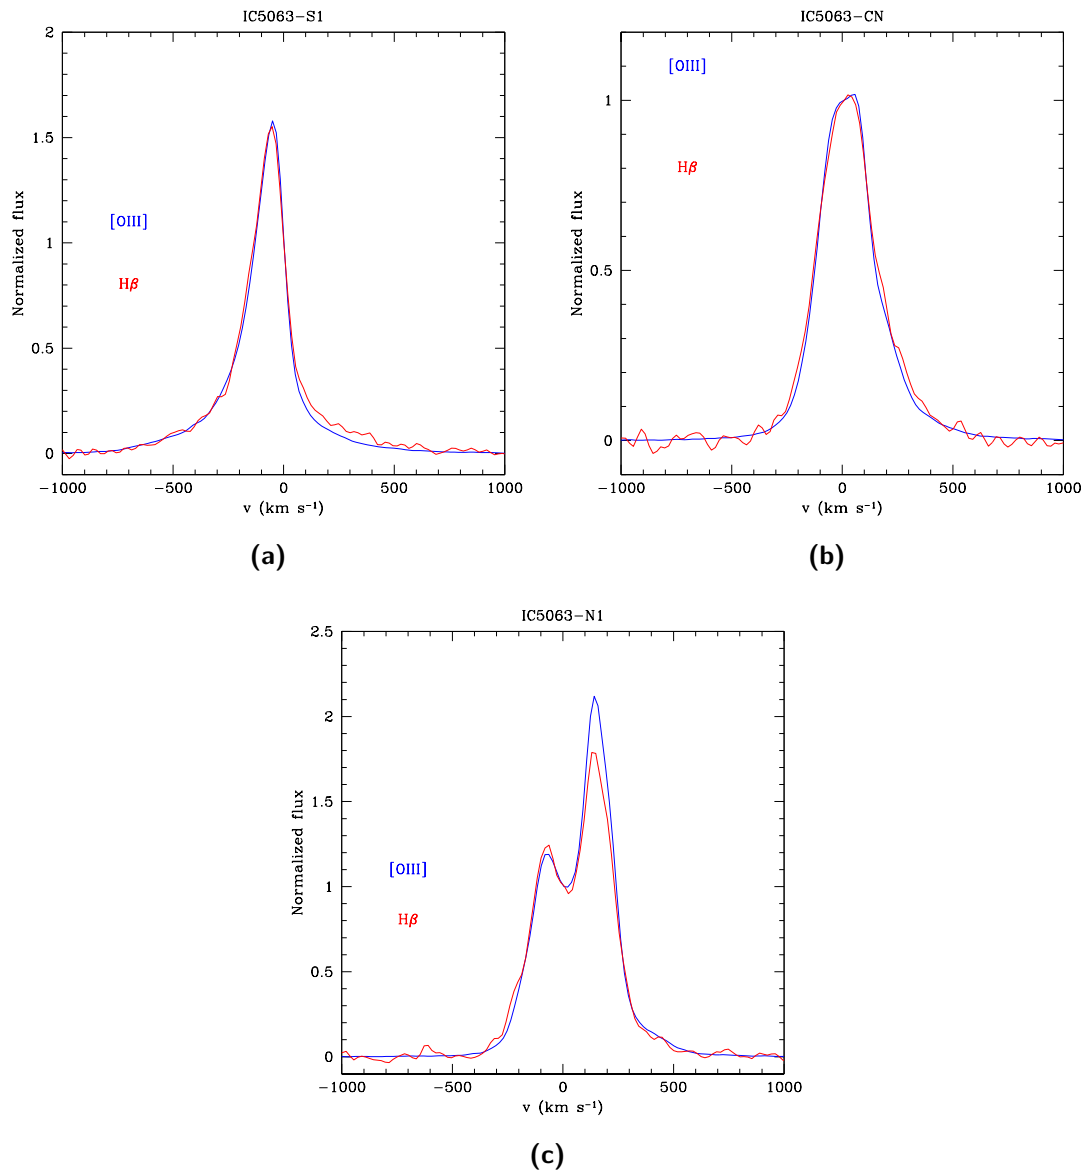 IC5063−S1
2
1.5
1
0.5
0
Normalized flux
[OIII]
Hβ
−1000
−500
0
500
1000
v (km s⁻¹)
(a)
IC5063−CN
1
0.5
0
Normalized flux
[OIII]
Hβ
−1000
−500
0
500
1000
v (km s⁻¹)
(b)
IC5063−N1
2.5
2
1.5
1
0.5
0
Normalized flux
[OIII]
Hβ
−1000
−500
0
500
1000
v (km s⁻¹)
(c)